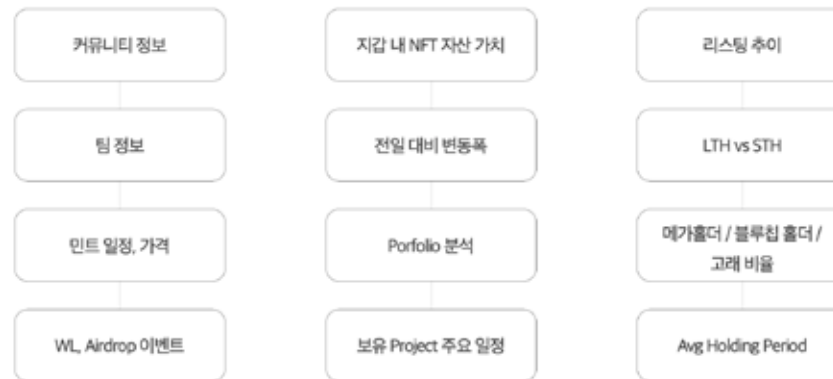 커뮤니티 정보
팀 정보
민트 일정, 가격
WL, Airdrop 이벤트
지갑 내 NFT 자산 가치
전일 대비 변동폭
Porfolio 분석
보유 Project 주요 일정
리스팅 추이
LTH vs STH
메가홀더 / 블루칩 홀더 /
고래 비율
Avg Holding Period